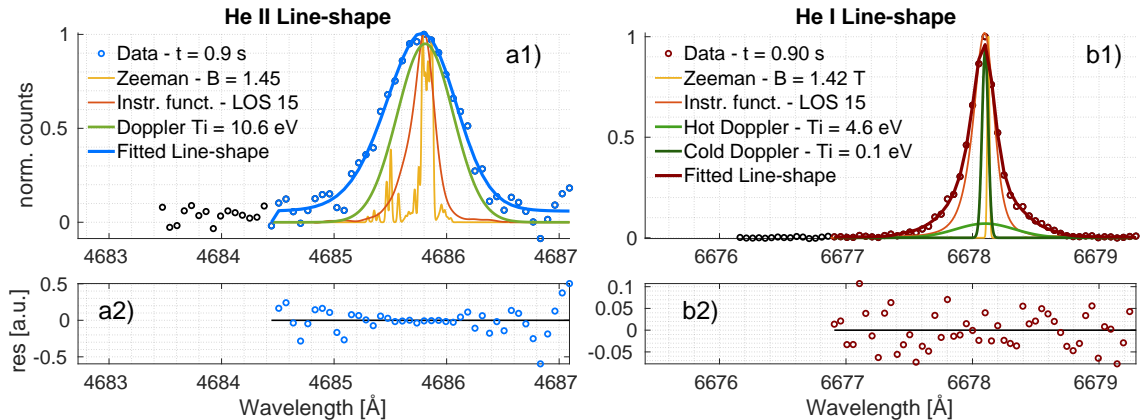 He II Line-shape
a1)
Data - t = 0.9 s
Zeeman - B = 1.45
Instr. funct. - LOS 15
Doppler Ti = 10.6 eV
Fitted Line-shape
norm. counts
1
0.5
0
4683 4684 4685 4686 4687
a2)
res [a.u.]
0.5
0
-0.5
4683 4684 4685 4686 4687
Wavelength [Å]
He I Line-shape
b1)
Data - t = 0.90 s
Zeeman - B = 1.42 T
Instr. funct. - LOS 15
Hot Doppler - Ti = 4.6 eV
Cold Doppler - Ti = 0.1 eV
Fitted Line-shape
1
0.5
0
6676 6677 6678 6679
b2)
0.1
0.05
0
-0.05
6676 6677 6678 6679
Wavelength [Å]